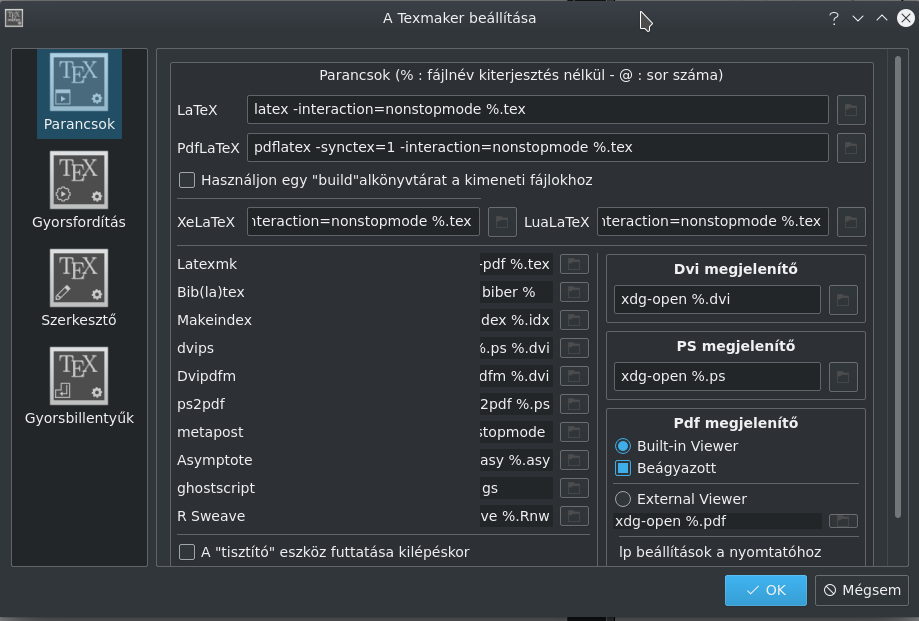 A Texmaker beállítása
Parancsok
Gyorsfordítás
Szerkesztő
Gyorsbillentyűk
Parancsok (% : fájlnév kiterjesztés nélkül - @ : sor száma)
LaTeX latex -interaction=nonstopmode %.tex
PdfLaTeX pdflatex -synctex=1 -interaction=nonstopmode %.tex
Használjon egy "build"alkönyvtárat a kimeneti fájlokhoz
XeLaTeX nteraction=nonstopmode %.tex LuaLaTeX nteraction=nonstopmode %.tex
Latexmk -pdf %.tex
Bib(la)tex biber %
Makeindex dex %.idx
dvips %.ps %.dvi
Dvipdfm dfm %.dvi
ps2pdf 2pdf %.ps
metapost stopmode
Asymptote asy %.asy
ghostscript gs
R Sweave ve %.Rnw
A "tisztító" eszköz futtatása kilépéskor
Dvi megjelenítő
xdg-open %.dvi
PS megjelenítő
xdg-open %.ps
Pdf megjelenítő
Built-in Viewer
Beágyazott
External Viewer
xdg-open %.pdf
lp beállítások a nyomtatóhoz
OK Mégsem